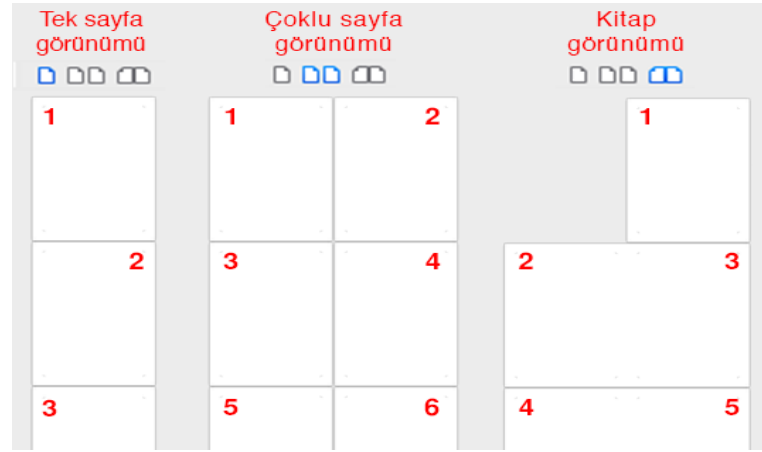 Tek sayfa
görünümü
1
2
3
Çoklu sayfa
görünümü
1 2
3 4
5 6
Kitap
görünümü
1
2 3
4 5